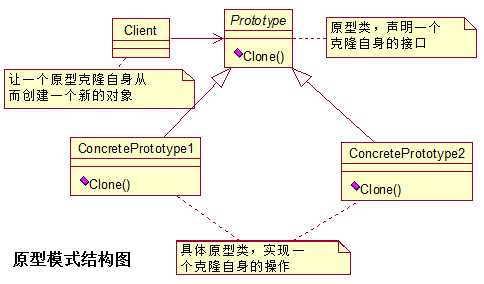 Client
Prototype
Clone()
原型类，声明一个
克隆自身的接口
让一个原型克隆自身从
而创建一个新的对象
ConcretePrototype1
Clone()
ConcretePrototype2
Clone()
具体原型类，实现一
个克隆自身的操作
原型模式结构图